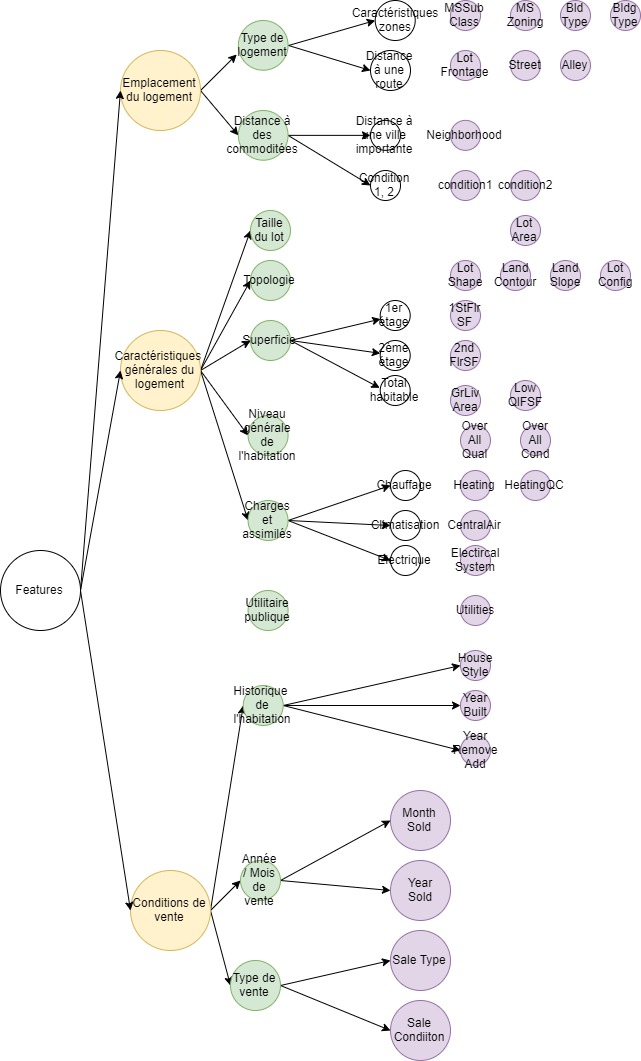 Caractéristiques
zones
MSSub
Class
MS
Zoning
Bld
Type
Bldg
Type
Type de
logement
Distance
à une
route
Lot
Frontage
Street
Alley
Emplacement
du logement
Distance à
des
commoditées
Distance à
une ville
importante
Neighborhood
Condition
1, 2
condition1
condition2
Taille
du lot
Lot
Area
Topologie
Lot
Shape
Land
Contour
Land
Slope
Lot
Config
1er
étage
1StFlr
SF
Superficie
2ème
étage
2nd
FlrSF
Caractéristiques
générales du
logement
Total
habitable
GrLiv
Area
Low
QIFSF
Niveau
générale
de
l'habitation
Over
All
Qual
Over
All
Cond
Chauffage
Heating
HeatingQC
Charges
et
assimilés
Climatisation
CentralAir
Electrique
Electircal
System
Features
Utilitaire
publique
Utilities
House
Style
Historique
de
l'habitation
Year
Built
Year
Remove
Add
Month
Sold
Année
/ Mois
de
vente
Year
Sold
Conditions de
vente
Sale Type
Type de
vente
Sale
Condiiton